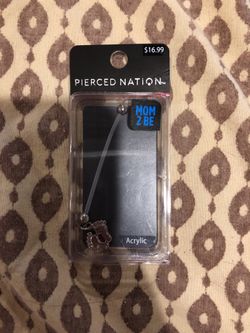 $16.99
PIERCED NATION
MOM
2 BE
Acrylic